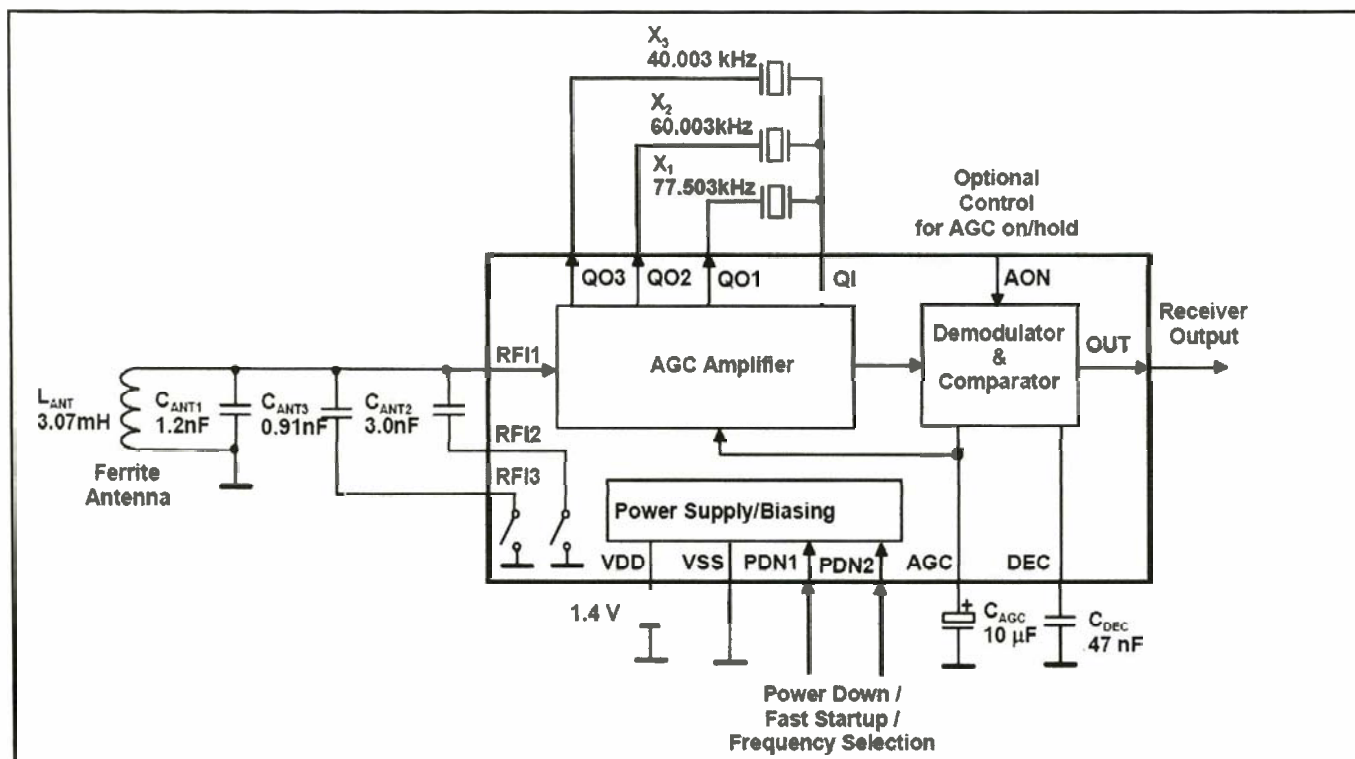 X3
40.003 kHz
X2
60.003kHz
X1
77.503kHz
Optional
Control
for AGC on/hold
QO3
QO2
QO1
QI
AON
Receiver
Output
RFI1
AGC Amplifier
Demodulator
&
Comparator
OUT
LANT
3.07mH
CANT1
1.2nF
CANT3
0.91nF
CANT2
3.0nF
RFI2
RFI3
Ferrite
Antenna
Power Supply/Biasing
VDD
VSS
PDN1
PDN2
AGC
DEC
1.4 V
+
CAGC
10 µF
CDEC
47 nF
Power Down /
Fast Startup /
Frequency Selection